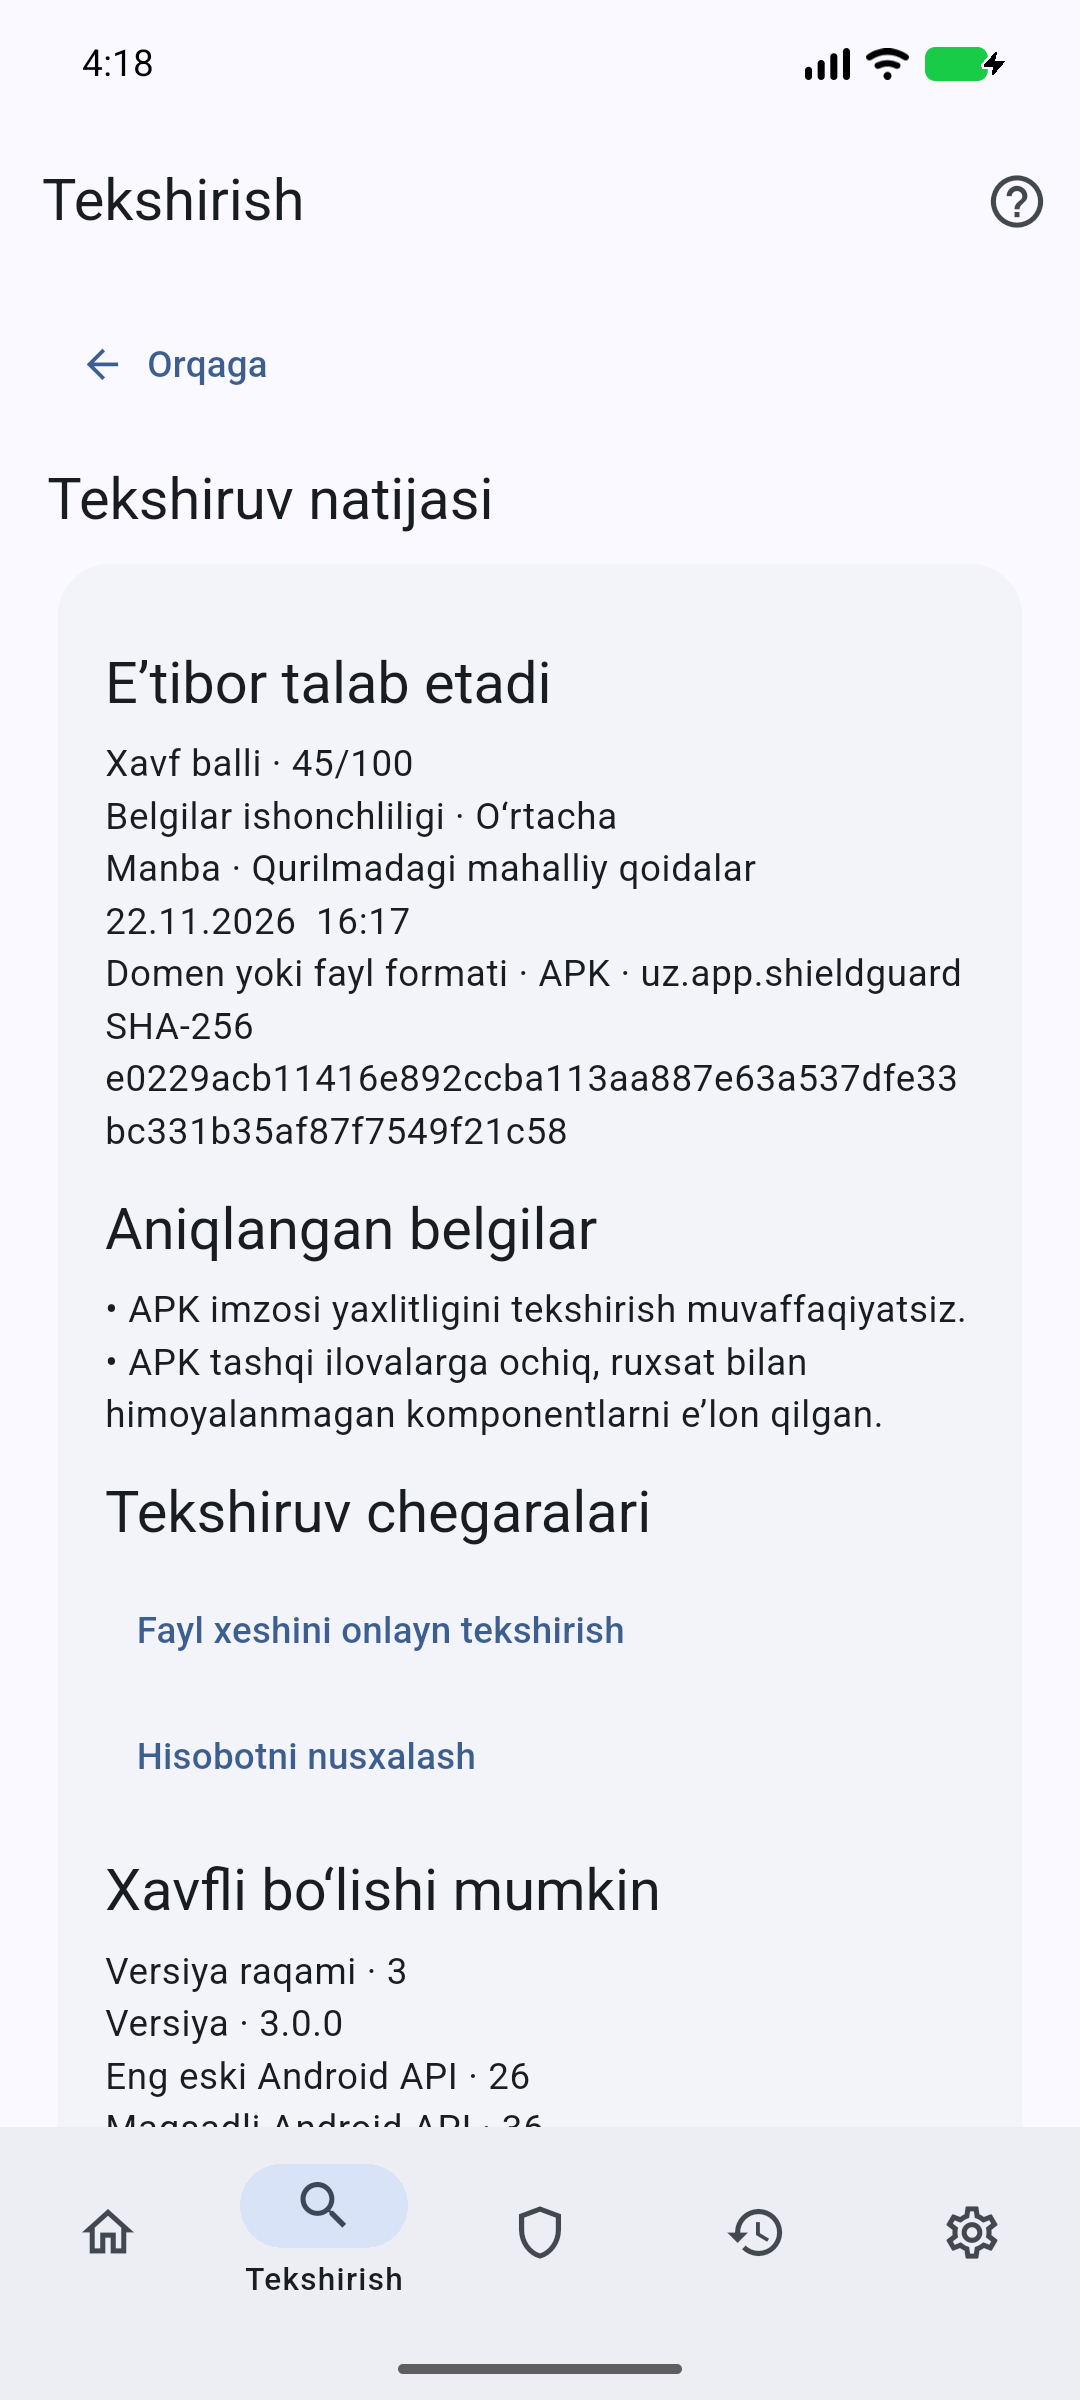 4:18
Tekshirish
Orqaga
Tekshiruv natijasi
E’tibor talab etadi
Xavf balli · 45/100
Belgilar ishonchliligi · O‘rtacha
Manba · Qurilmadagi mahalliy qoidalar
22.11.2026  16:17
Domen yoki fayl formati · APK · uz.app.shieldguard
SHA-256
e0229acb11416e892ccba113aa887e63a537dfe33
bc331b35af87f7549f21c58
Aniqlangan belgilar
• APK imzosi yaxlitligini tekshirish muvaffaqiyatsiz.
• APK tashqi ilovalarga ochiq, ruxsat bilan
himoyalanmagan komponentlarni e’lon qilgan.
Tekshiruv chegaralari
Fayl xeshini onlayn tekshirish
Hisobotni nusxalash
Xavfli bo‘lishi mumkin
Versiya raqami · 3
Versiya · 3.0.0
Eng eski Android API · 26
Maqsadli Android API · 36
Tekshirish